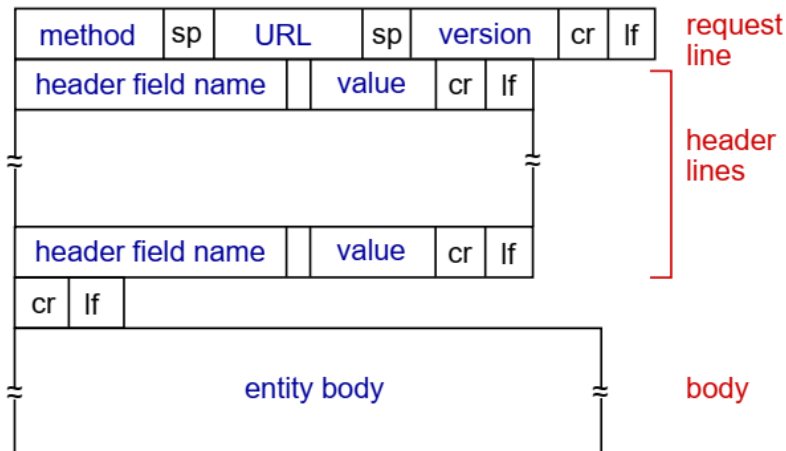 method sp URL sp version cr lf request line
header field name value cr lf
header lines
header field name value cr lf
cr lf
entity body body